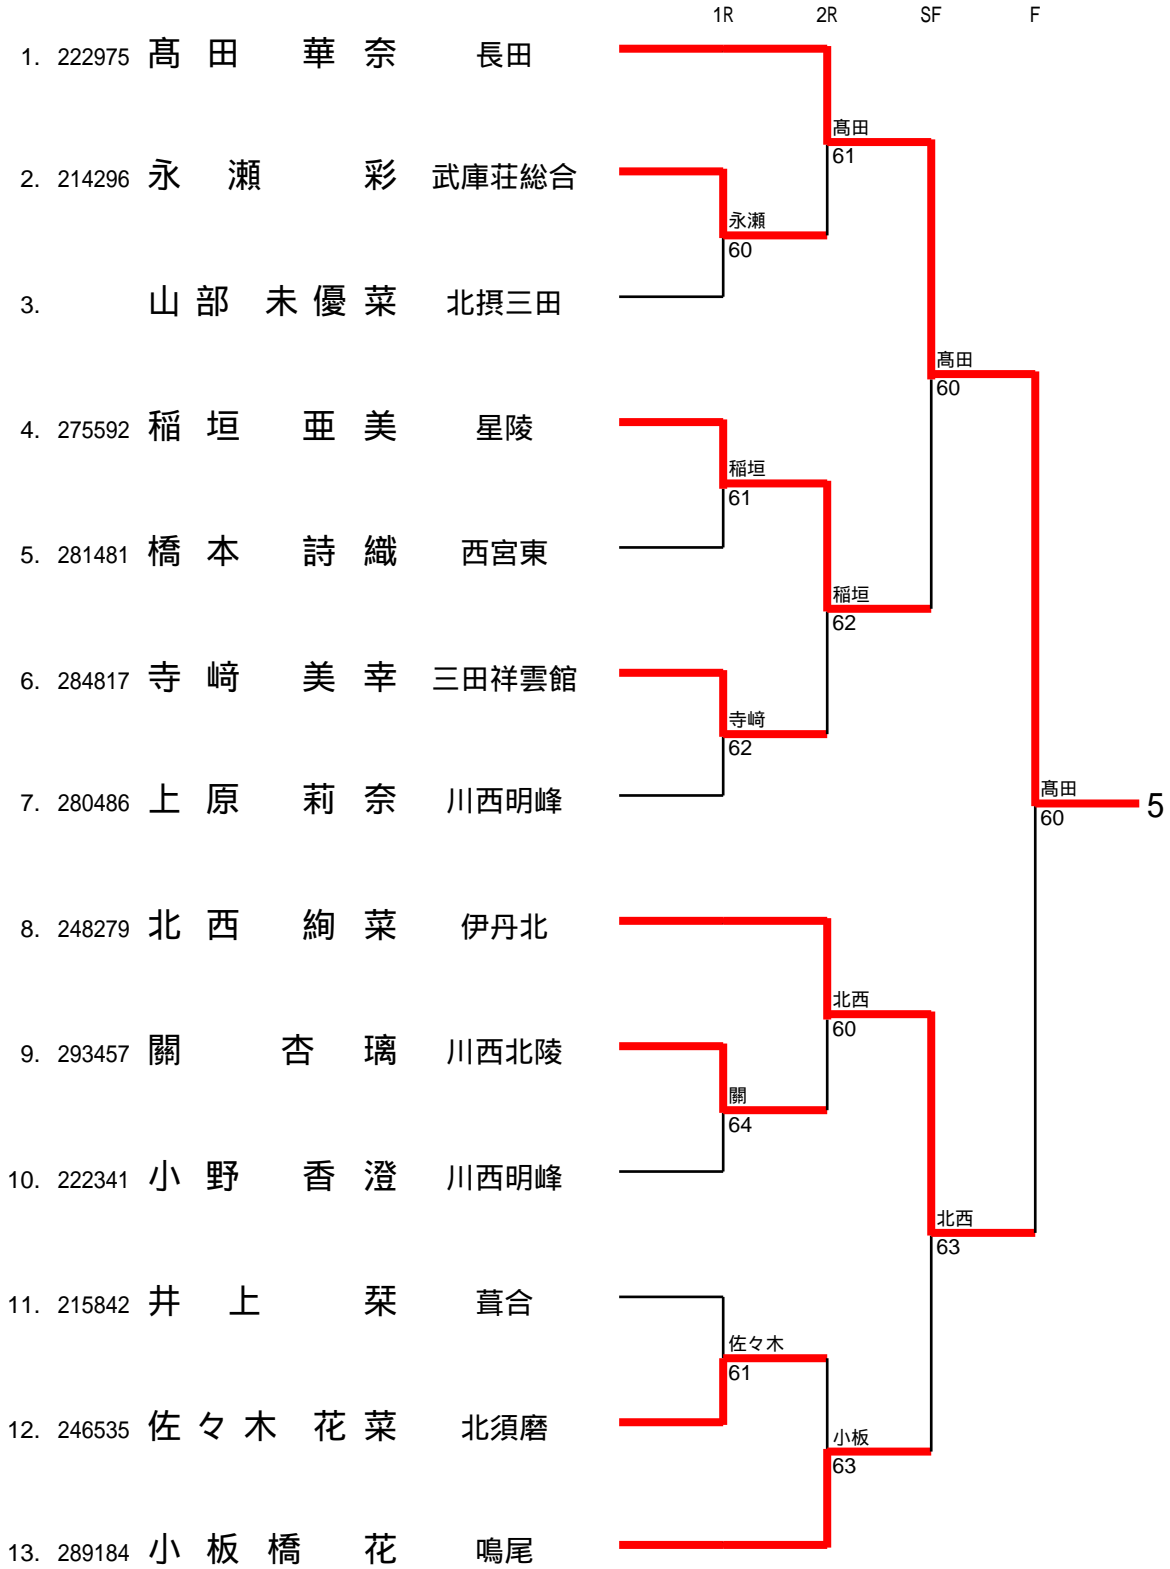 1R 2R SF F
1. 222975 髙田 華奈 長田
髙田
61
2. 214296 永瀬 彩 武庫荘総合
永瀬
60
3. 山部 未優菜 北摂三田
髙田
60
4. 275592 稲垣 亜美 星陵
稲垣
61
5. 281481 橋本 詩織 西宮東
稲垣
62
6. 284817 寺﨑 美幸 三田祥雲館
寺﨑
62
7. 280486 上原 莉奈 川西明峰
髙田
60
5
8. 248279 北西 絢菜 伊丹北
北西
60
9. 293457 關 杏璃 川西北陵
關
64
10. 222341 小野 香澄 川西明峰
北西
63
11. 215842 井上 栞 葺合
佐々木
61
12. 246535 佐々木 花菜 北須磨
小板
63
13. 289184 小板橋 花 鳴尾